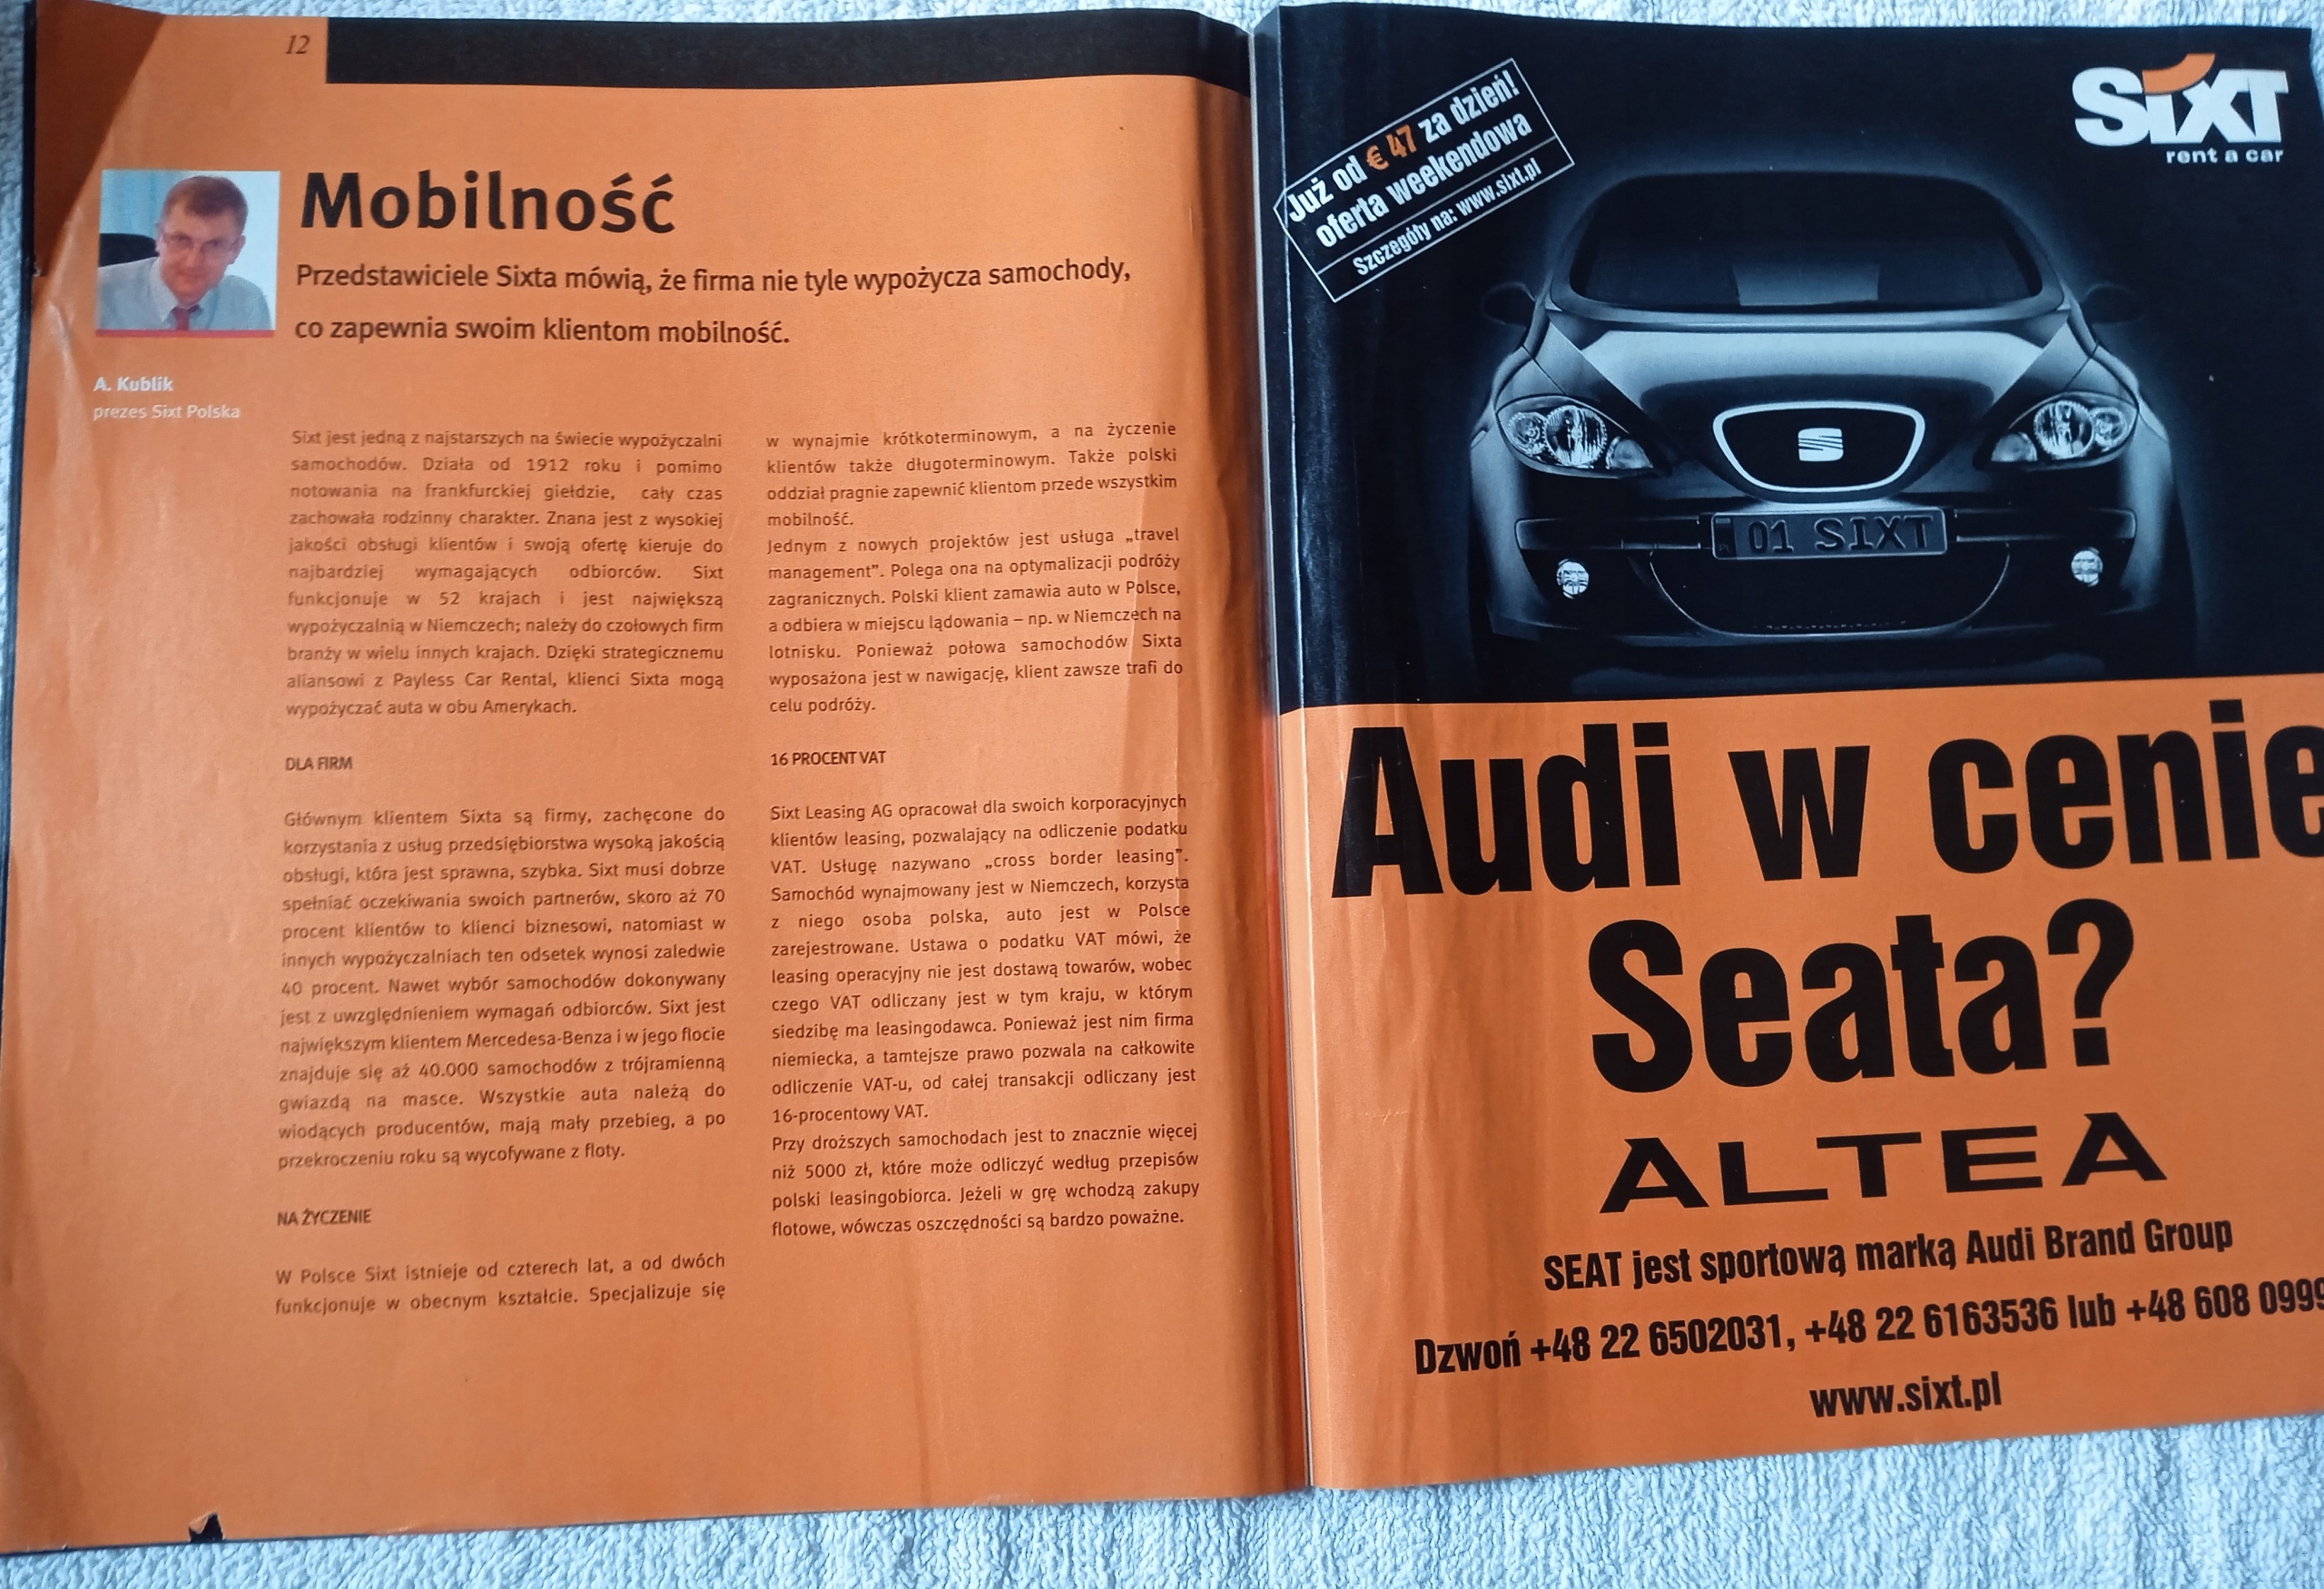 12
Mobilność
Przedstawiciele Sixta mówią, że firma nie tyle wypożycza samochody,
co zapewnia swoim klientom mobilność.
A. Kublik
prezes Sixt Polska
Sixt jest jedną z najstarszych na świecie wypożyczalni
samochodów. Działa od 1912 roku i pomimo
notowania na frankfurckiej giełdzie, cały czas
zachowała rodzinny charakter. Znana jest z wysokiej
jakości obsługi klientów i swoją ofertę kieruje do
najbardziej wymagających odbiorców. Sixt
funkcjonuje w 52 krajach i jest największą
wypożyczalnią w Niemczech; należy do czołowych firm
branży w wielu innych krajach. Dzięki strategicznemu
aliansowi z Payless Car Rental, klienci Sixta mogą
wypożyczać auta w obu Amerykach.
DLA FIRM
Głównym klientem Sixta są firmy, zachęcone do
korzystania z usług przedsiębiorstwa wysoką jakością
obsługi, która jest sprawna, szybka. Sixt musi dobrze
spełniać oczekiwania swoich partnerów, skoro aż 70
procent klientów to klienci biznesowi, natomiast w
innych wypożyczalniach ten odsetek wynosi zaledwie
40 procent. Nawet wybór samochodów dokonywany
jest z uwzględnieniem wymagań odbiorców. Sixt jest
największym klientem Mercedesa-Benza i w jego flocie
znajduje się aż 40.000 samochodów z trójramienną
gwiazdą na masce. Wszystkie auta należą do
wiodących producentów, mają mały przebieg, a po
przekroczeniu roku są wycofywane z floty.
NA ŻYCZENIE
W Polsce Sixt istnieje od czterech lat, a od dwóch
funkcjonuje w obecnym kształcie. Specjalizuje się
w wynajmie krótkoterminowym, a na życzenie
klientów także długoterminowym. Także polski
oddział pragnie zapewnić klientom przede wszystkim
mobilność.
Jednym z nowych projektów jest usługa „travel
management”. Polega ona na optymalizacji podróży
zagranicznych. Polski klient zamawia auto w Polsce,
a odbiera w miejscu lądowania – np. w Niemczech na
lotnisku. Ponieważ połowa samochodów Sixta
wyposażona jest w nawigację, klient zawsze trafi do
celu podróży.
16 PROCENT VAT
Sixt Leasing AG opracował dla swoich korporacyjnych
klientów leasing, pozwalający na odliczenie podatku
VAT. Usługę nazywano „cross border leasing”.
Samochód wynajmowany jest w Niemczech, korzysta
z niego osoba polska, auto jest w Polsce
zarejestrowane. Ustawa o podatku VAT mówi, że
leasing operacyjny nie jest dostawą towarów, wobec
czego VAT odliczany jest w tym kraju, w którym
siedzibę ma leasingodawca. Ponieważ jest nim firma
niemiecka, a tamtejsze prawo pozwala na całkowite
odliczenie VAT-u, od całej transakcji odliczany jest
16-procentowy VAT.
Przy droższych samochodach jest to znacznie więcej
niż 5000 zł, które może odliczyć według przepisów
polski leasingobiorca. Jeżeli w grę wchodzą zakupy
flotowe, wówczas oszczędności są bardzo poważne.
Już od € 47 za dzień!
oferta weekendowa
Szczegóły na: www.sixt.pl
Sixt
rent a car
01 SIXT
Audi w cenie
Seata?
ALTEA
SEAT jest sportową marką Audi Brand Group
Dzwoń +48 22 6502031, +48 22 6163536 lub +48 608 0999
www.sixt.pl